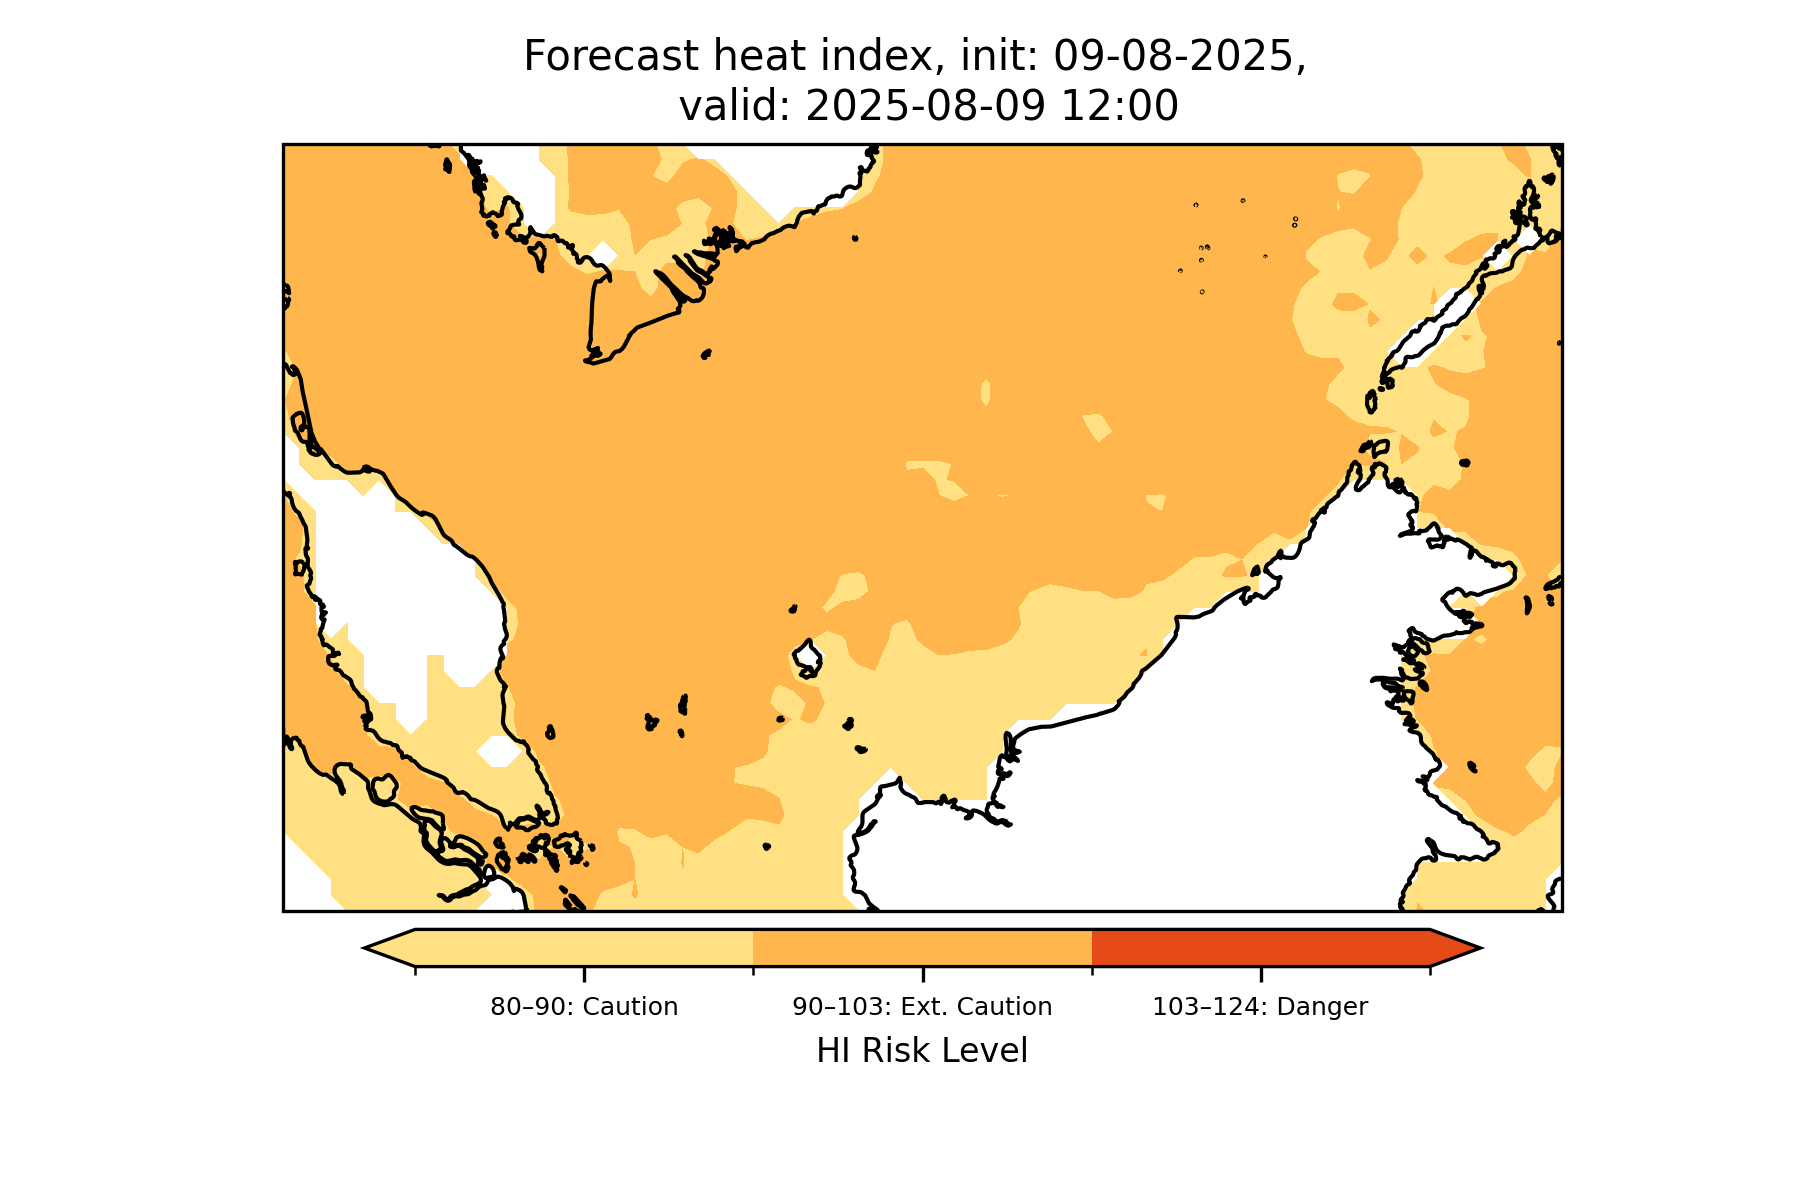 Forecast heat index, init: 09-08-2025,
valid: 2025-08-09 12:00
80–90: Caution
90–103: Ext. Caution
103–124: Danger
HI Risk Level